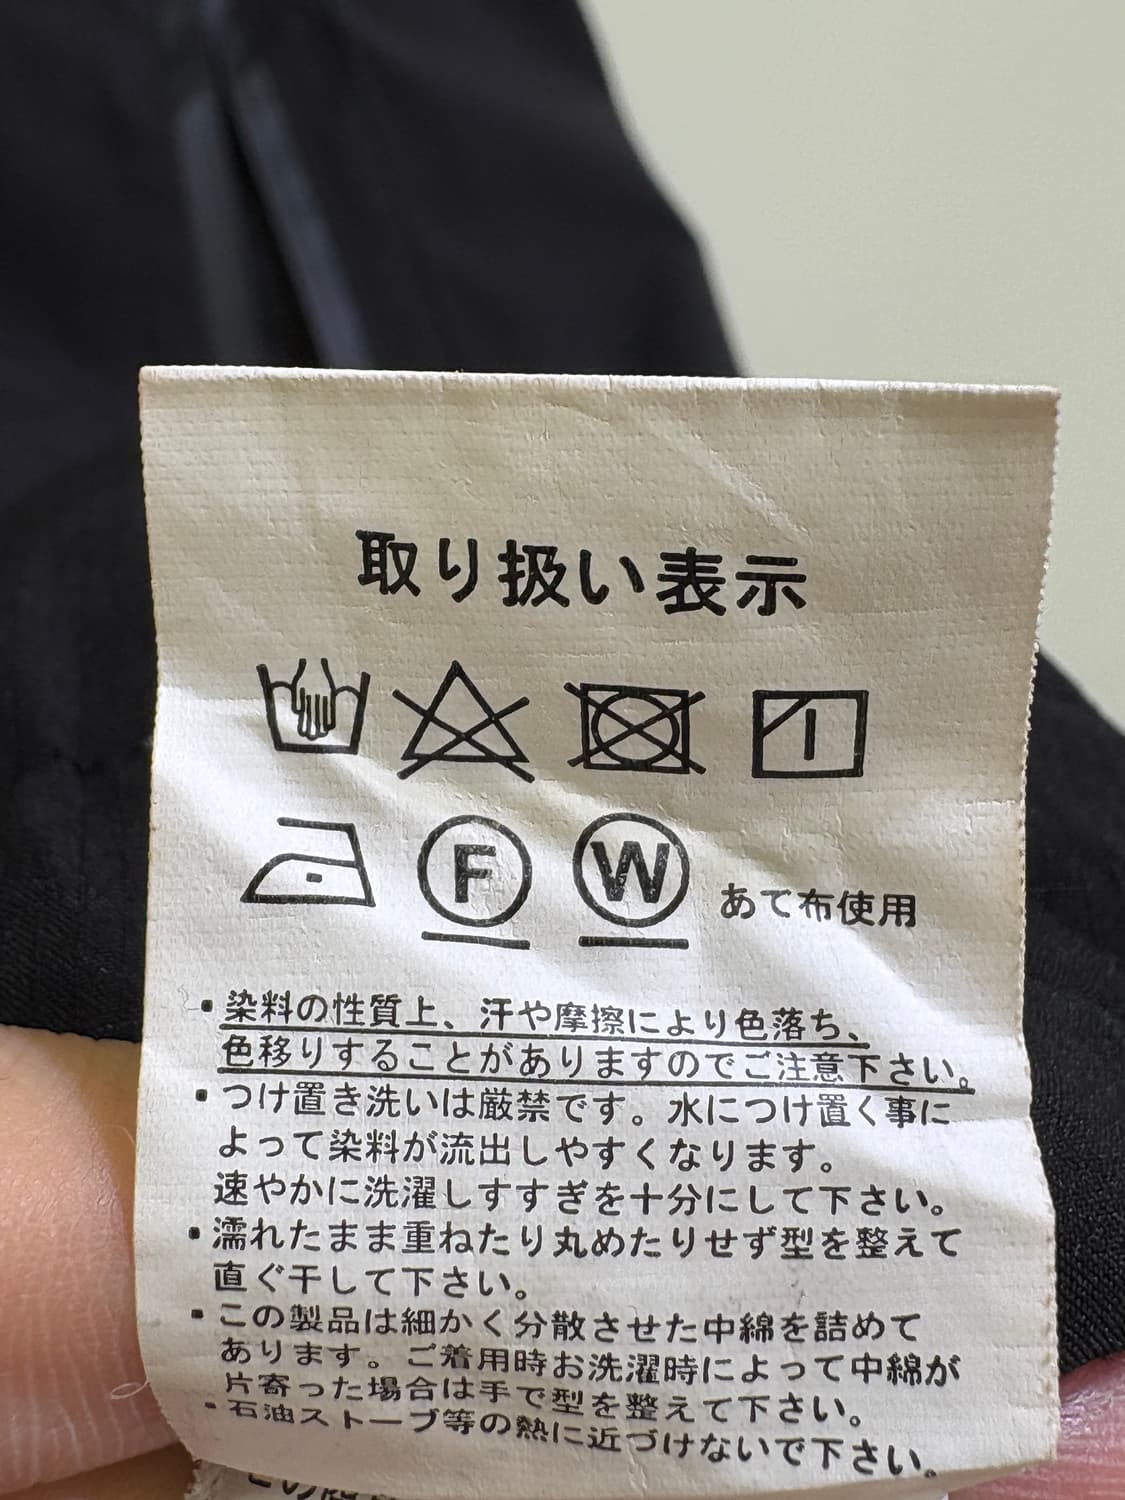 取り扱い表示
F W あて布使用
・染料の性質上、汗や摩擦により色落ち、
色移りすることがありますのでご注意下さい。
・つけ置き洗いは厳禁です。水につけ置く事に
よって染料が流出しやすくなります。
速やかに洗濯しすすぎを十分にして下さい。
・濡れたまま重ねたり丸めたりせず型を整えて
直ぐ干して下さい。
・この製品は細かく分散させた中綿を詰めて
あります。ご着用時お洗濯時によって中綿が
片寄った場合は手で型を整えて下さい。
・石油ストーブ等の熱に近づけないで下さい。